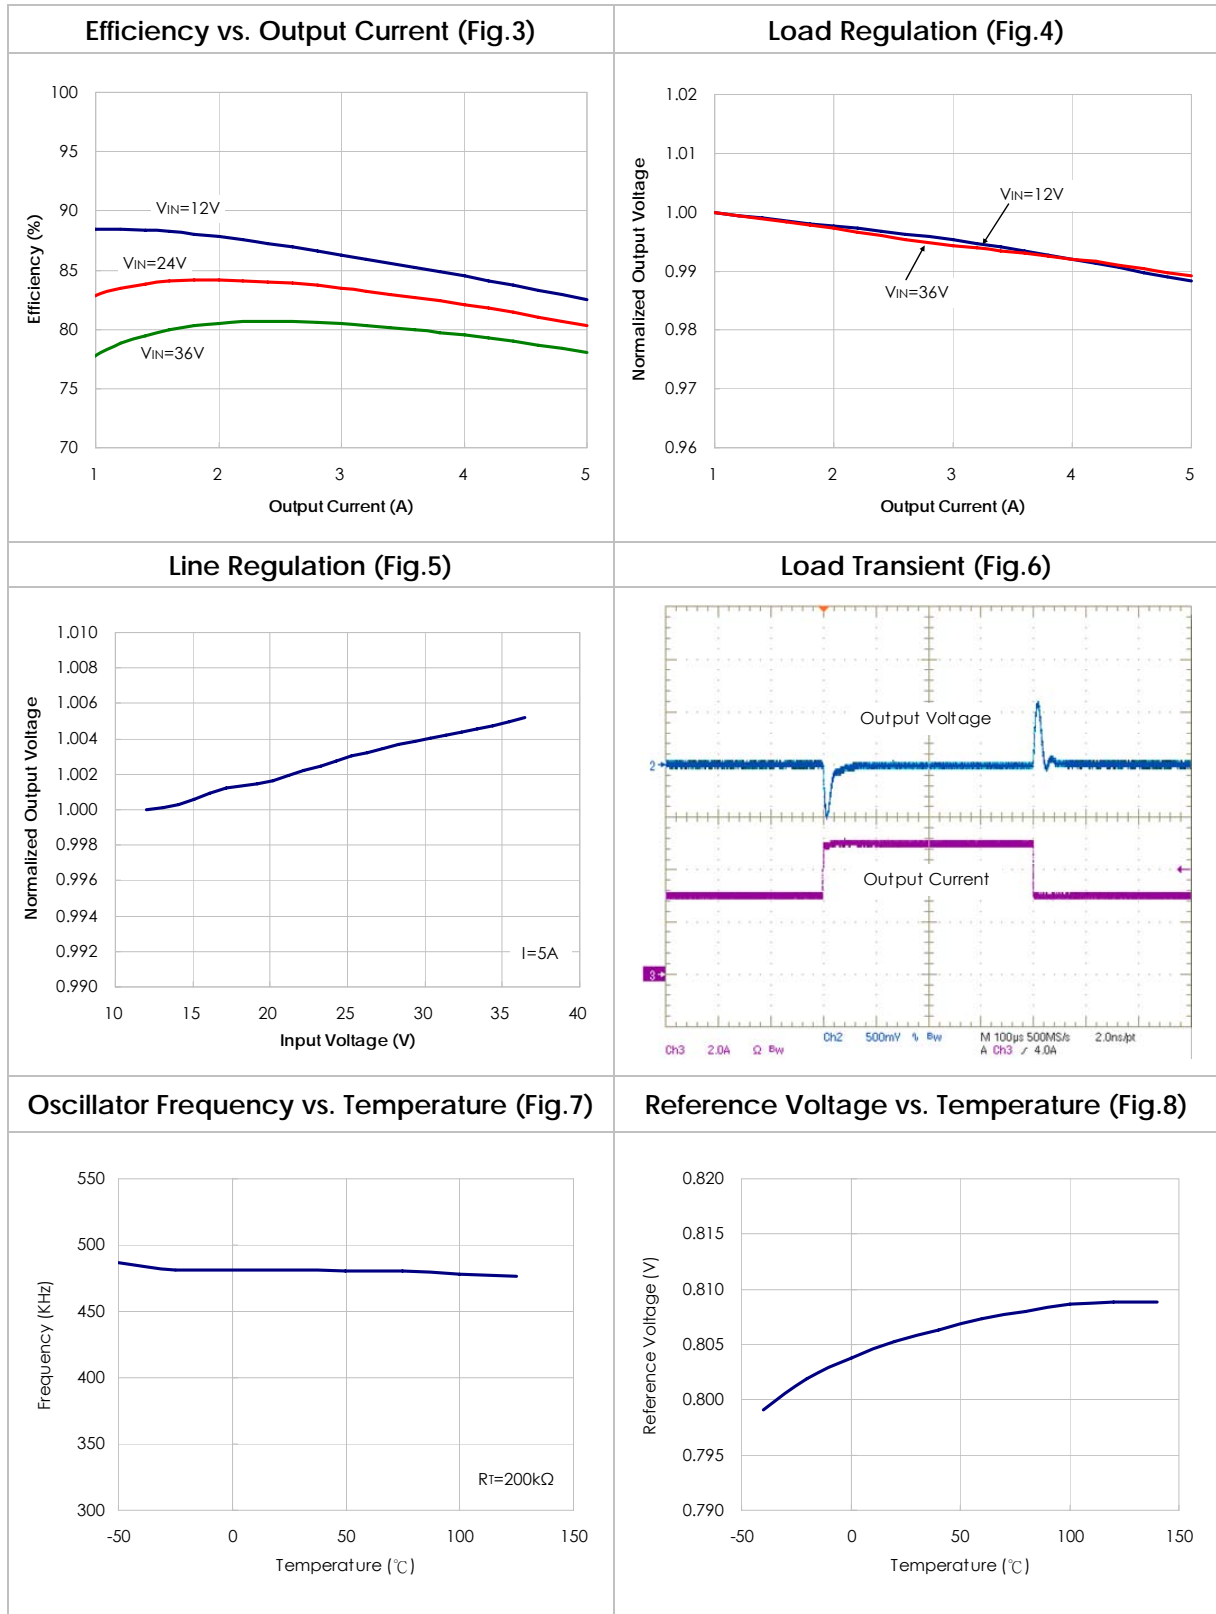 Efficiency vs. Output Current (Fig.3)
100
95
90
85
80
75
70
Efficiency (%)
VIN=12V
VIN=24V
VIN=36V
1 2 3 4 5
Output Current (A)
Load Regulation (Fig.4)
1.02
1.01
1.00
0.99
0.98
0.97
0.96
Normalized Output Voltage
VIN=12V
VIN=36V
1 2 3 4 5
Output Current (A)
Line Regulation (Fig.5)
1.010
1.008
1.006
1.004
1.002
1.000
0.998
0.996
0.994
0.992
0.990
Normalized Output Voltage
I=5A
10 15 20 25 30 35 40
Input Voltage (V)
Load Transient (Fig.6)
Output Voltage
2
Output Current
3
Ch2 500mV % Bw M 100µs 500MS/s 2.0ns/pt
Ch3 2.0A Ω Bw A Ch3 / 4.0A
Oscillator Frequency vs. Temperature (Fig.7)
550
500
450
400
350
300
Frequency (KHz)
RT=200kΩ
-50 0 50 100 150
Temperature (℃)
Reference Voltage vs. Temperature (Fig.8)
0.820
0.815
0.810
0.805
0.800
0.795
0.790
Reference Voltage (V)
-50 0 50 100 150
Temperature (℃)